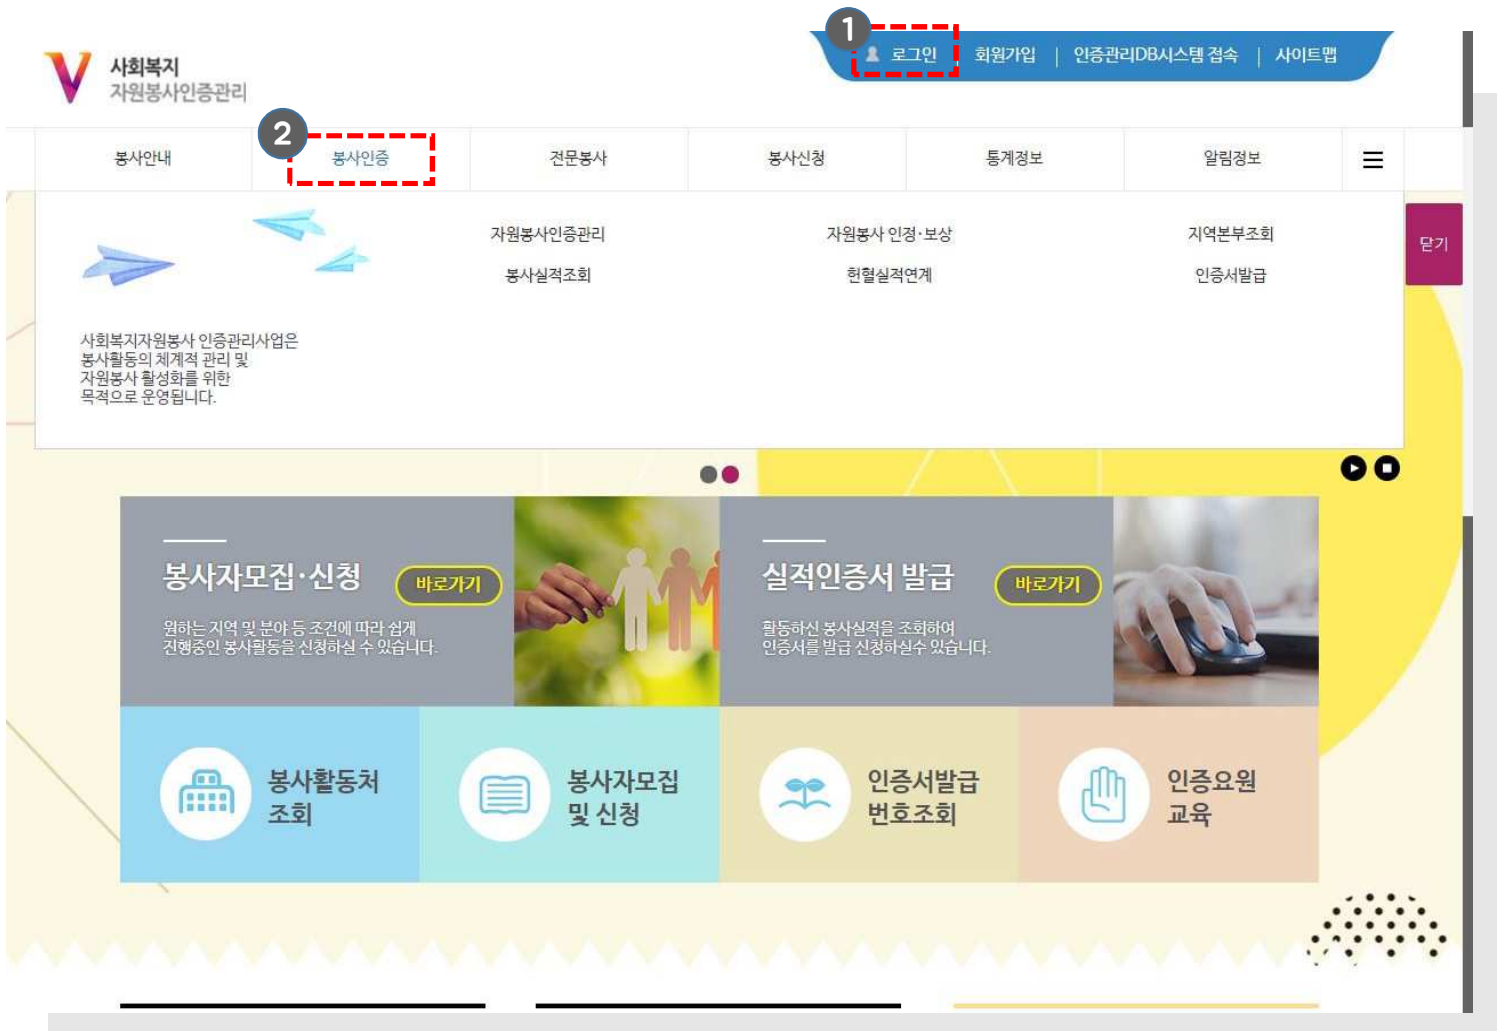 1
로그인 | 회원가입 | 인증관리DB시스템 접속 | 사이트맵
사회복지
자원봉사인증관리
2
봉사안내 봉사인증 전문봉사 봉사신청 통계정보 알림정보
자원봉사인증관리 자원봉사 인정·보상 지역본부조회
닫기
봉사실적조회 헌혈실적연계 인증서발급
사회복지자원봉사 인증관리사업은
봉사활동의 체계적 관리 및
자원봉사 활성화를 위한
목적으로 운영됩니다.
봉사자모집·신청 바로가기
원하는 지역 및 분야 등 조건에 따라 쉽게
진행중인 봉사활동을 신청하실 수 있습니다.
실적인증서 발급 바로가기
활동하신 봉사실적을 조회하여
인증서를 발급 신청하실수 있습니다.
봉사활동처
조회
봉사자모집
및 신청
인증서발급
번호조회
인증요원
교육